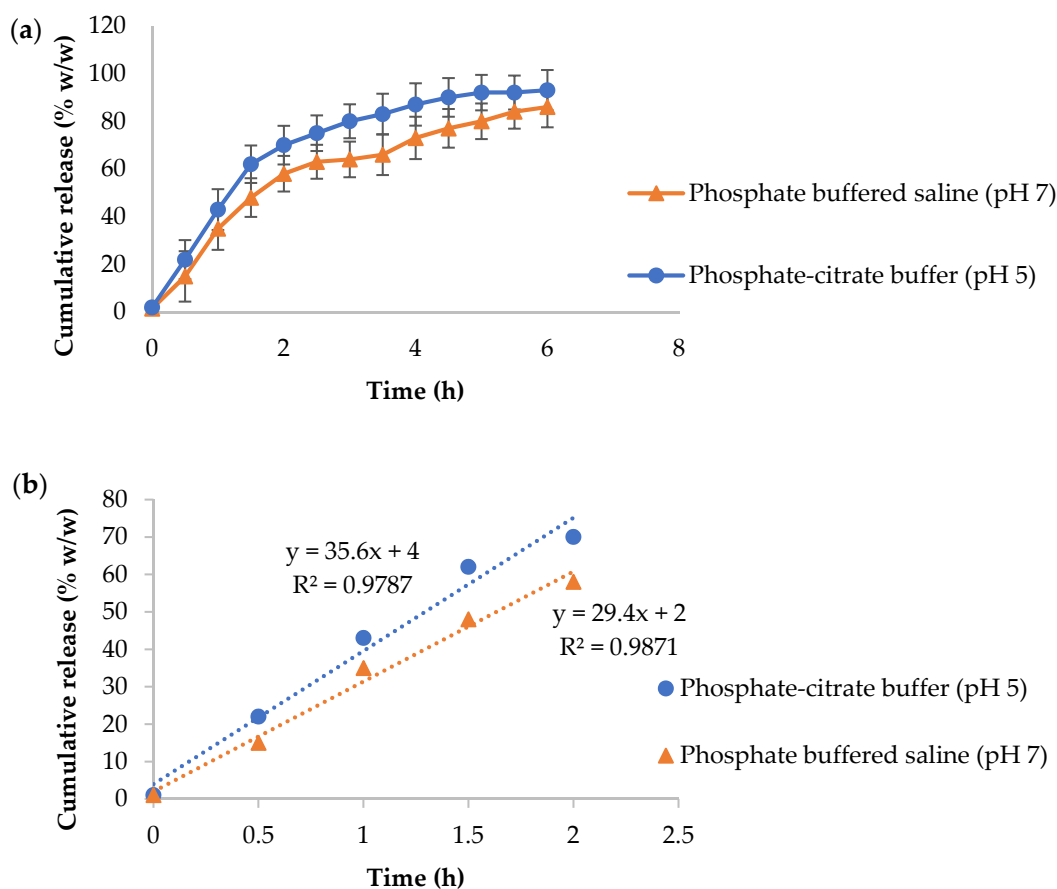 (a)
Cumulative release (% w/w)
120
100
80
60
40
20
0
0 2 4 6 8
Time (h)
Phosphate buffered saline (pH 7)
Phosphate-citrate buffer (pH 5)
(b)
Cumulative release (% w/w)
80
70
60
50
40
30
20
10
0
0 0.5 1 1.5 2 2.5
Time (h)
y = 35.6x + 4
R² = 0.9787
y = 29.4x + 2
R² = 0.9871
Phosphate-citrate buffer (pH 5)
Phosphate buffered saline (pH 7)